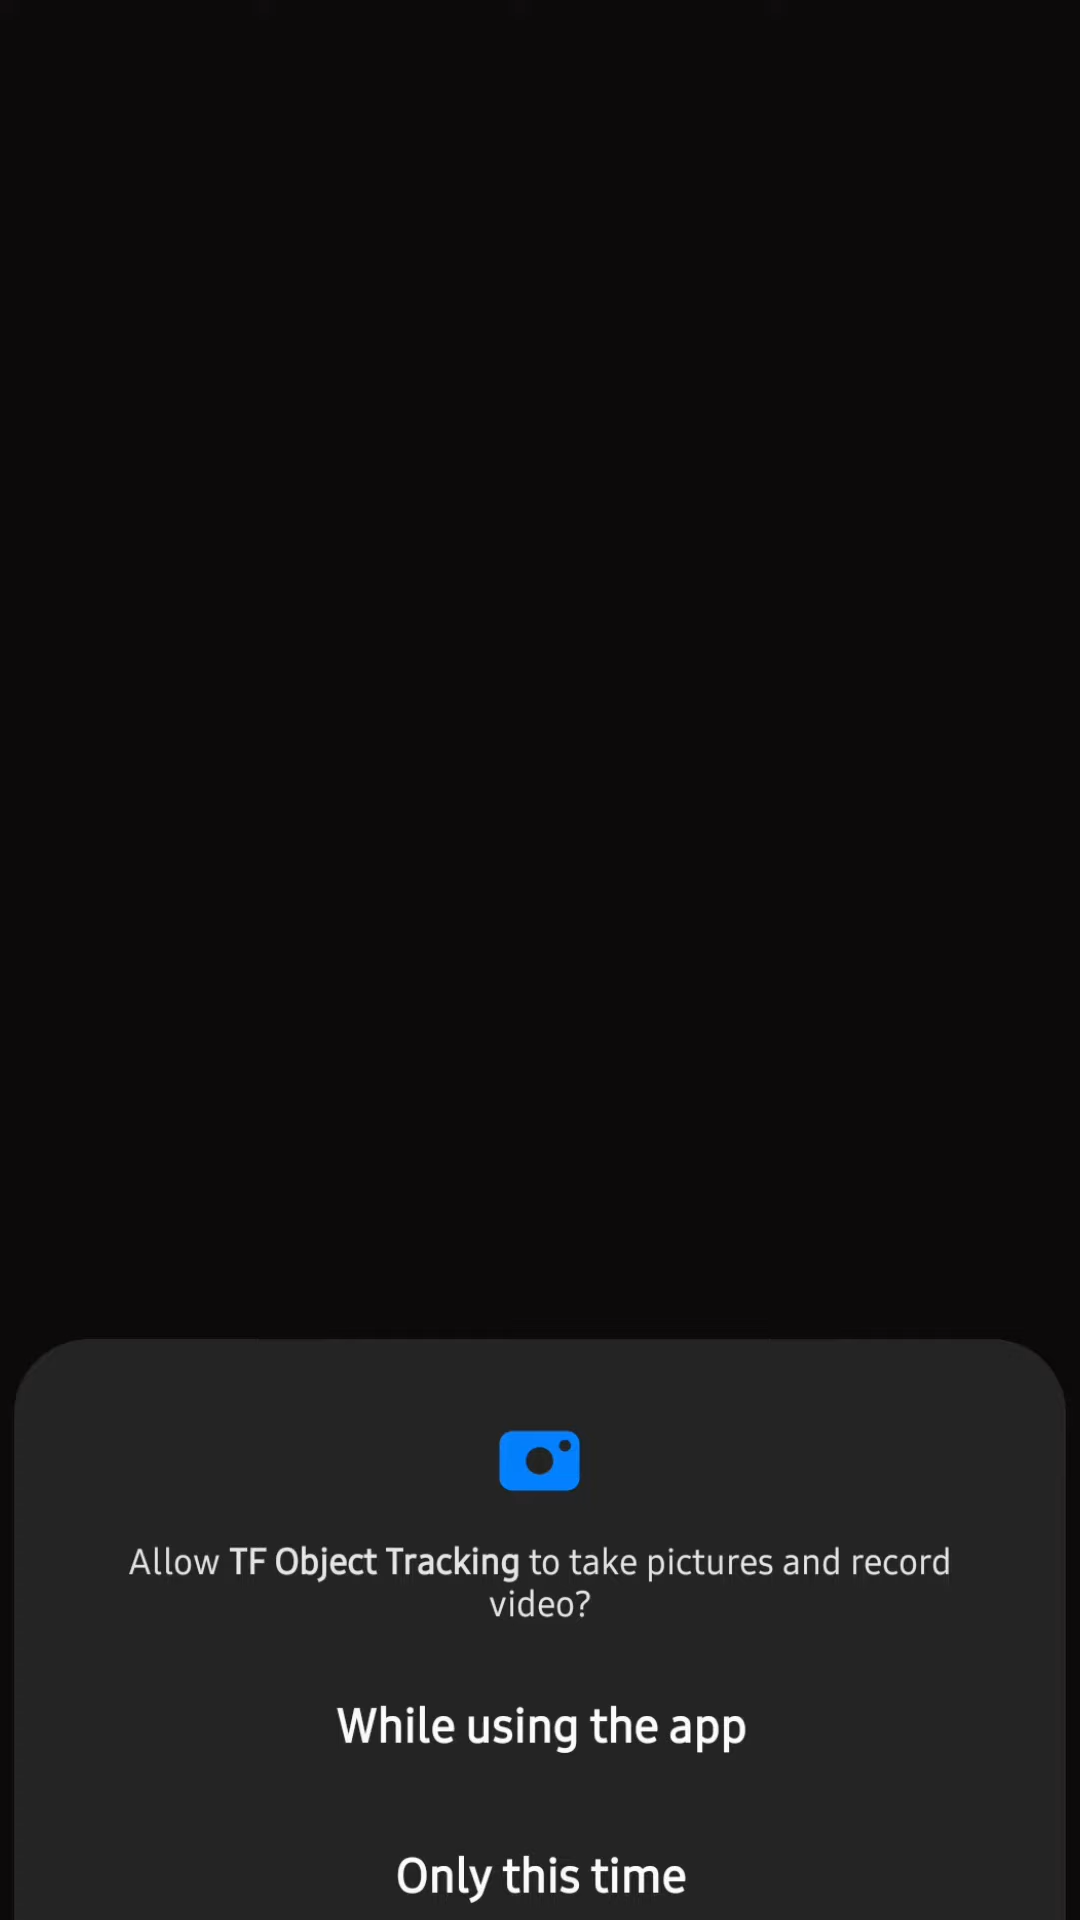 Allow TF Object Tracking to take pictures and record
video?
While using the app
Only this time